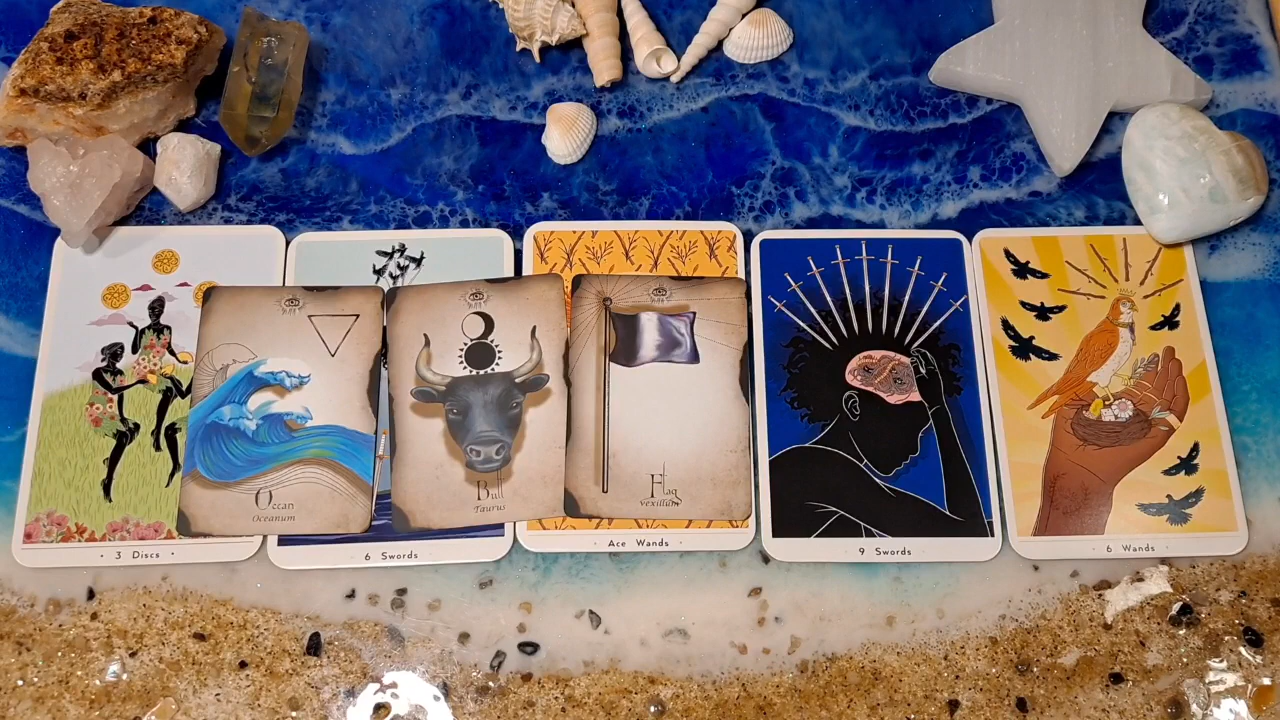 Ocean
Oceanum
Bull
Taurus
Flag
vexillum
· 3 Discs ·
· 6 Swords ·
· Ace Wands ·
· 9 Swords ·
· 6 Wands ·